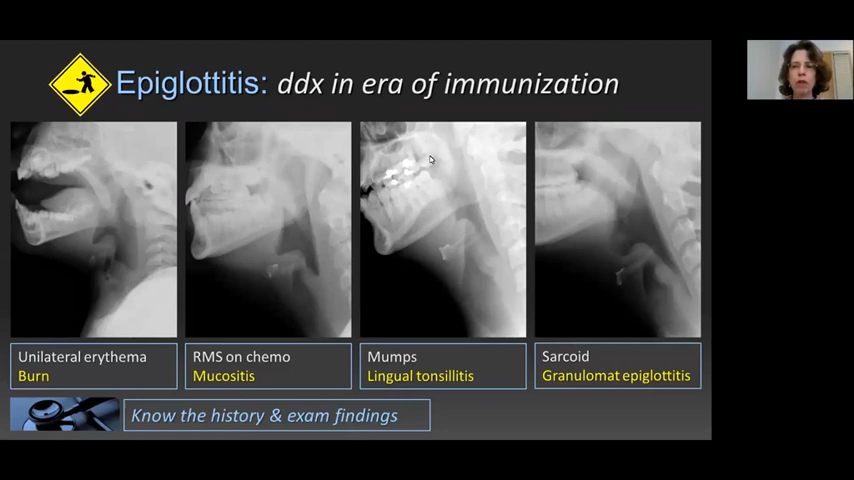 Epiglottitis: ddx in era of immunization
Unilateral erythema
Burn
RMS on chemo
Mucositis
Mumps
Lingual tonsillitis
Sarcoid
Granulomat epiglottitis
Know the history & exam findings